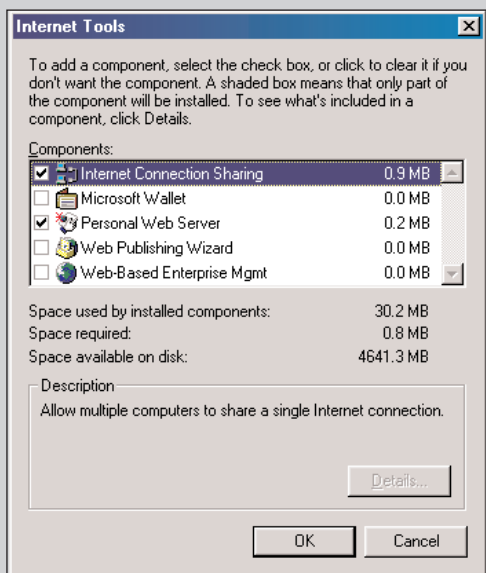 Internet Tools
To add a component, select the check box, or click to clear it if you
don't want the component. A shaded box means that only part of
the component will be installed. To see what's included in a
component, click Details.
Components:
Internet Connection Sharing 0.9 MB
Microsoft Wallet 0.0 MB
Personal Web Server 0.2 MB
Web Publishing Wizard 0.0 MB
Web-Based Enterprise Mgmt 0.0 MB
Space used by installed components: 30.2 MB
Space required: 0.8 MB
Space available on disk: 4641.3 MB
Description
Allow multiple computers to share a single Internet connection.
Details...
OK Cancel